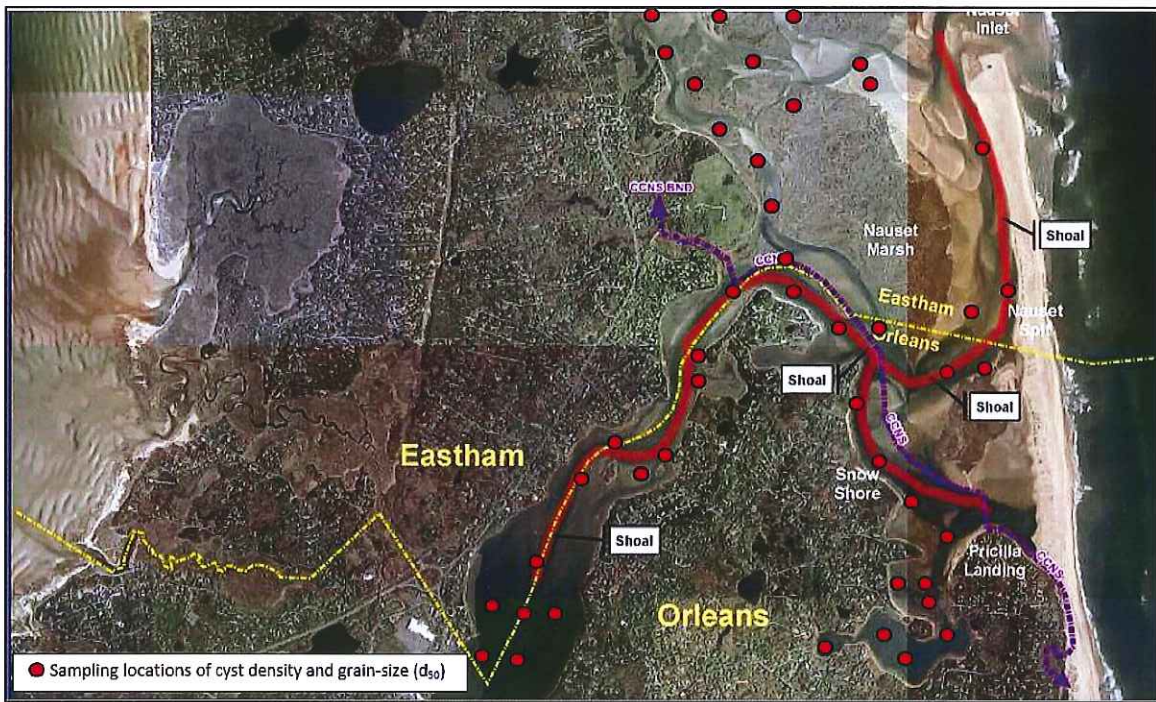 Nauset
Inlet
CCNS BND
Nauset
Marsh
Shoal
Eastham
Nauset
Spit
Orleans
Shoal
Shoal
CCNS
Eastham
Snow
Shore
Shoal
Pricilla
Landing
CCNS
Orleans
Sampling locations of cyst density and grain-size (d₅₀)